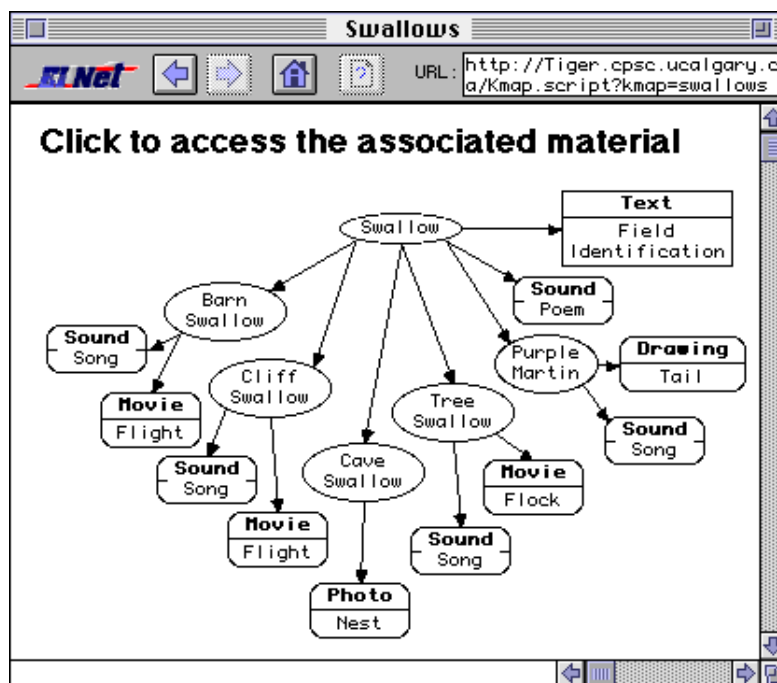 Swallows
EINet
URL:
http://Tiger.cpsc.ucalgary.c
a/Kmap.script?kmap=swallows
Click to access the associated material
Swallow
Text
Field
Identification
Sound
Poem
Barn
Swallow
Sound
Song
Movie
Flight
Cliff
Swallow
Sound
Song
Movie
Flight
Cave
Swallow
Photo
Nest
Tree
Swallow
Movie
Flock
Sound
Song
Purple
Martin
Drawing
Tail
Sound
Song